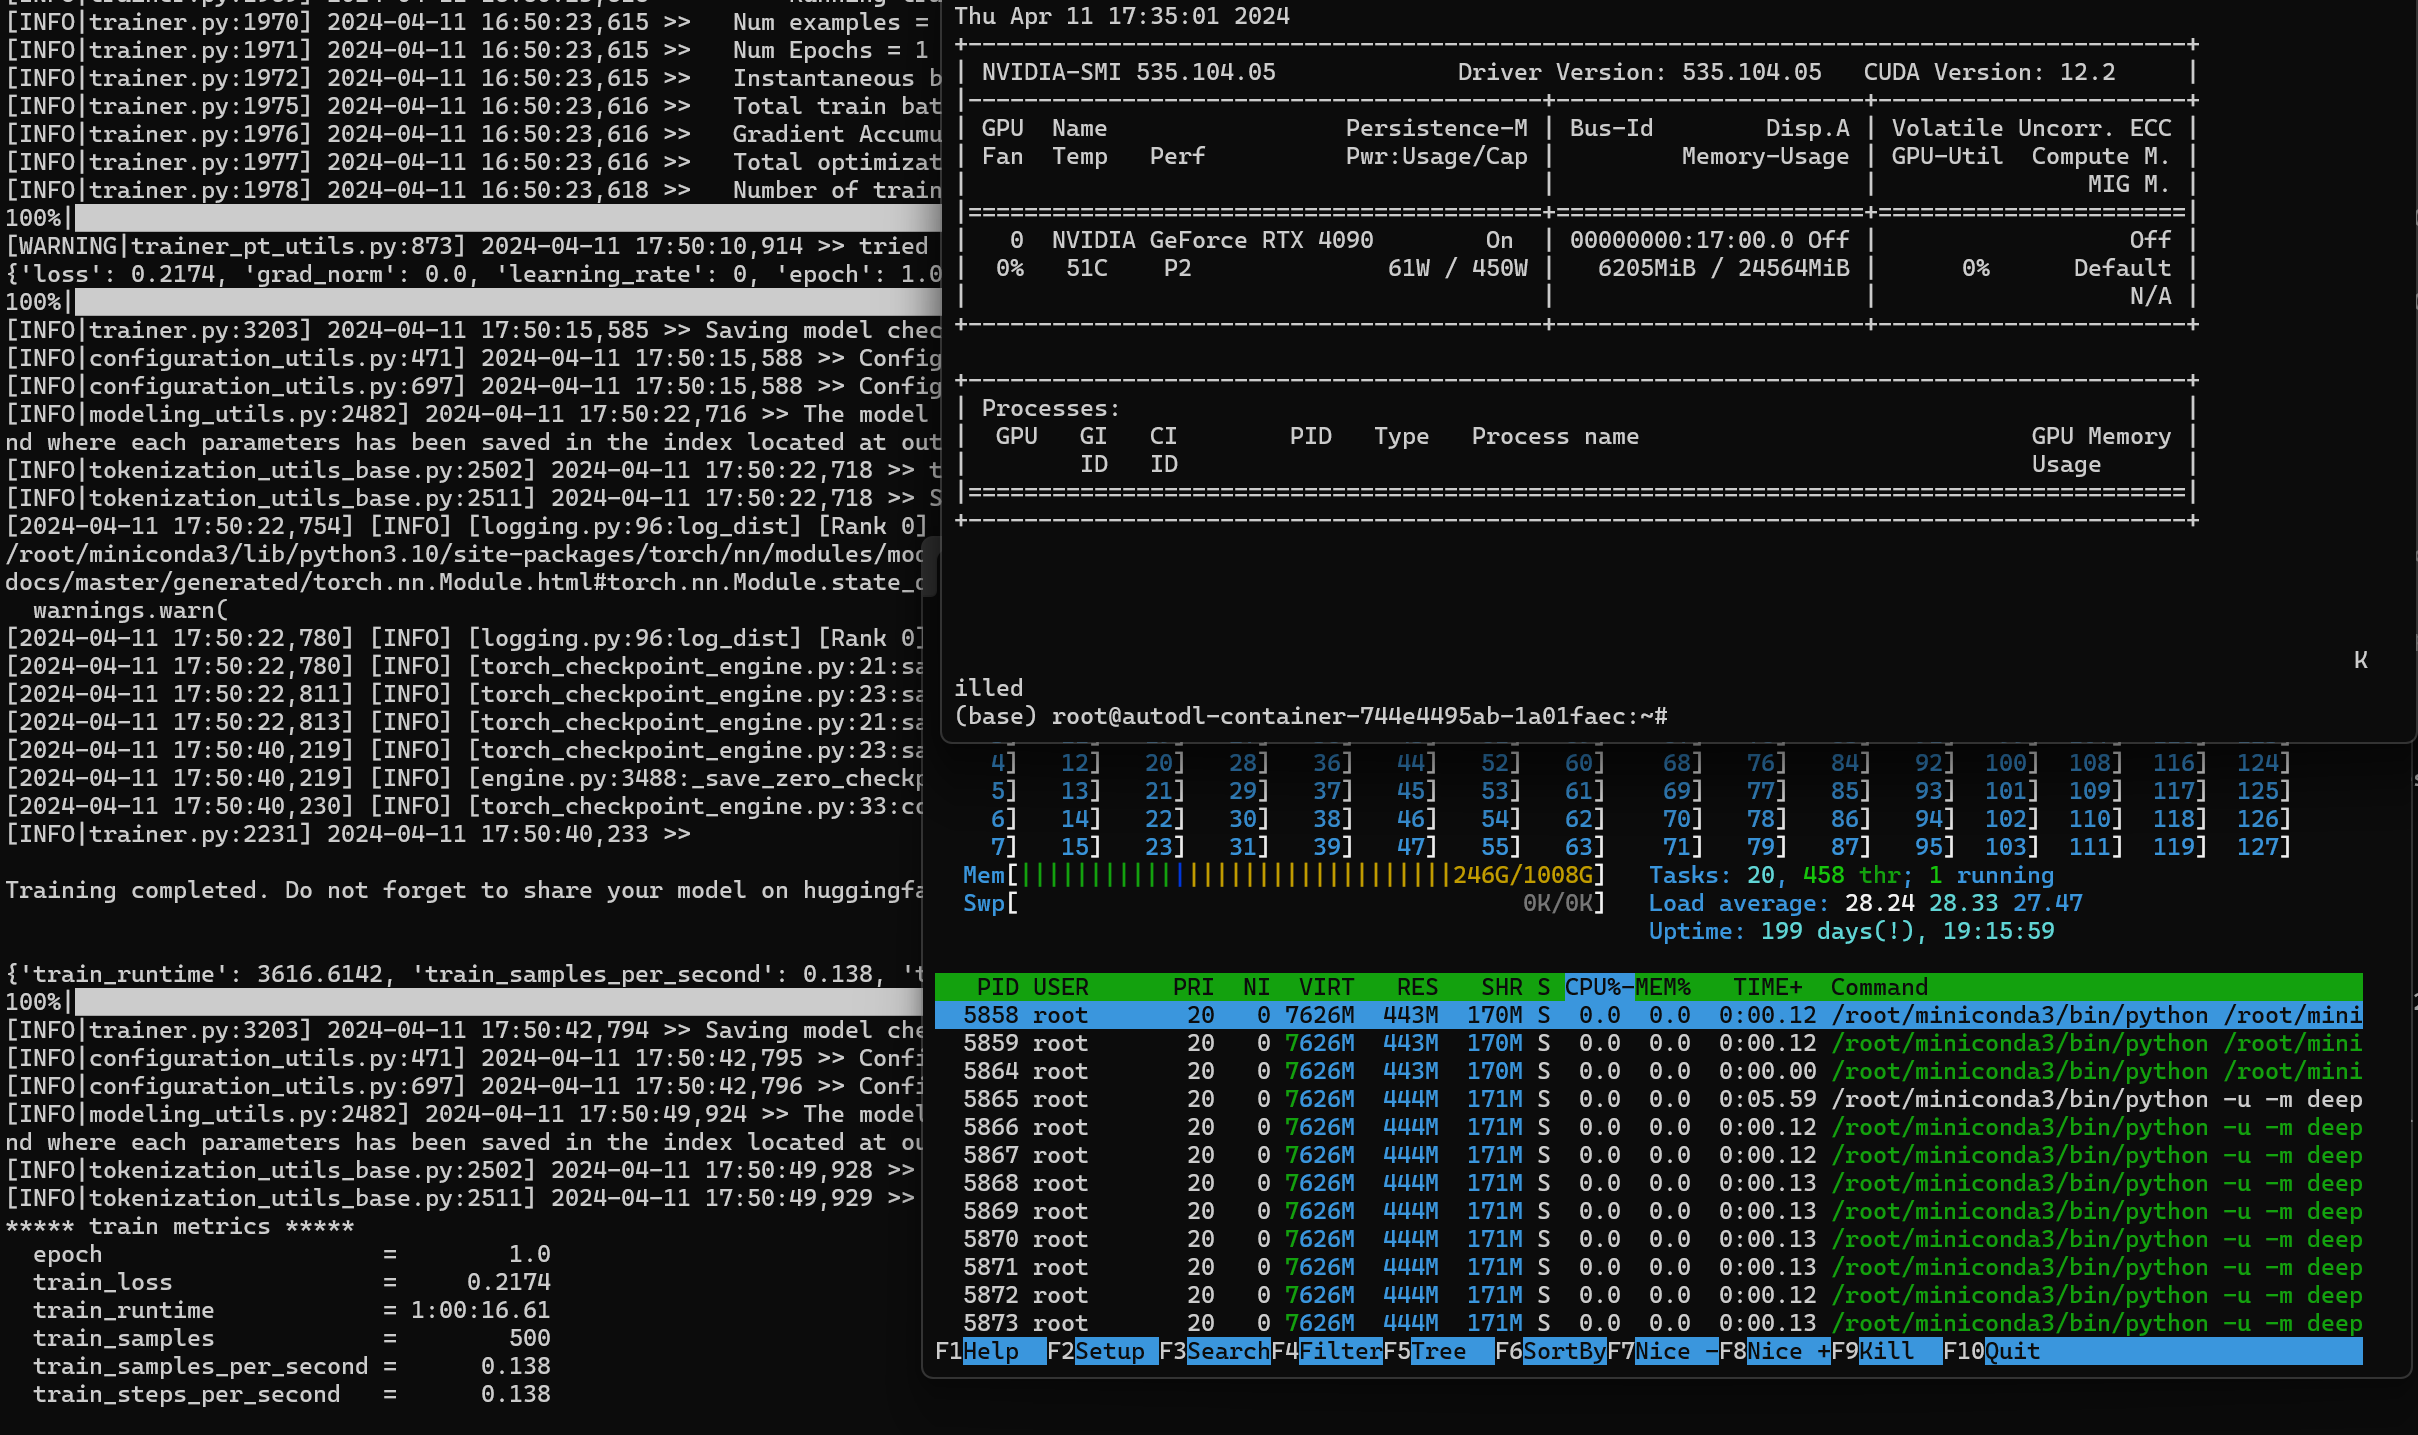 [INFO|trainer.py:1970] 2024-04-11 16:50:23,615 >>   Num examples =
[INFO|trainer.py:1971] 2024-04-11 16:50:23,615 >>   Num Epochs = 1
[INFO|trainer.py:1972] 2024-04-11 16:50:23,615 >>   Instantaneous b
[INFO|trainer.py:1975] 2024-04-11 16:50:23,616 >>   Total train bat
[INFO|trainer.py:1976] 2024-04-11 16:50:23,616 >>   Gradient Accumu
[INFO|trainer.py:1977] 2024-04-11 16:50:23,616 >>   Total optimizat
[INFO|trainer.py:1978] 2024-04-11 16:50:23,618 >>   Number of train
100%|
[WARNING|trainer_pt_utils.py:873] 2024-04-11 17:50:10,914 >> tried
{'loss': 0.2174, 'grad_norm': 0.0, 'learning_rate': 0, 'epoch': 1.0
100%|
[INFO|trainer.py:3203] 2024-04-11 17:50:15,585 >> Saving model chec
[INFO|configuration_utils.py:471] 2024-04-11 17:50:15,588 >> Config
[INFO|configuration_utils.py:697] 2024-04-11 17:50:15,588 >> Config
[INFO|modeling_utils.py:2482] 2024-04-11 17:50:22,716 >> The model
nd where each parameters has been saved in the index located at out
[INFO|tokenization_utils_base.py:2502] 2024-04-11 17:50:22,718 >> t
[INFO|tokenization_utils_base.py:2511] 2024-04-11 17:50:22,718 >> S
[2024-04-11 17:50:22,754] [INFO] [logging.py:96:log_dist] [Rank 0]
/root/miniconda3/lib/python3.10/site-packages/torch/nn/modules/mod
docs/master/generated/torch.nn.Module.html#torch.nn.Module.state_d
  warnings.warn(
[2024-04-11 17:50:22,780] [INFO] [logging.py:96:log_dist] [Rank 0]
[2024-04-11 17:50:22,780] [INFO] [torch_checkpoint_engine.py:21:sa
[2024-04-11 17:50:22,811] [INFO] [torch_checkpoint_engine.py:23:sa
[2024-04-11 17:50:22,813] [INFO] [torch_checkpoint_engine.py:21:sa
[2024-04-11 17:50:40,219] [INFO] [torch_checkpoint_engine.py:23:sa
[2024-04-11 17:50:40,219] [INFO] [engine.py:3488:_save_zero_checkp
[2024-04-11 17:50:40,230] [INFO] [torch_checkpoint_engine.py:33:co
[INFO|trainer.py:2231] 2024-04-11 17:50:40,233 >>
Training completed. Do not forget to share your model on huggingfa
{'train_runtime': 3616.6142, 'train_samples_per_second': 0.138, 't
100%|
[INFO|trainer.py:3203] 2024-04-11 17:50:42,794 >> Saving model che
[INFO|configuration_utils.py:471] 2024-04-11 17:50:42,795 >> Confi
[INFO|configuration_utils.py:697] 2024-04-11 17:50:42,796 >> Confi
[INFO|modeling_utils.py:2482] 2024-04-11 17:50:49,924 >> The model
nd where each parameters has been saved in the index located at ou
[INFO|tokenization_utils_base.py:2502] 2024-04-11 17:50:49,928 >>
[INFO|tokenization_utils_base.py:2511] 2024-04-11 17:50:49,929 >>
***** train metrics *****
  epoch                    =        1.0
  train_loss               =     0.2174
  train_runtime            = 1:00:16.61
  train_samples            =        500
  train_samples_per_second =      0.138
  train_steps_per_second   =      0.138
Thu Apr 11 17:35:01 2024
| NVIDIA-SMI 535.104.05             Driver Version: 535.104.05   CUDA Version: 12.2     |
| GPU  Name                 Persistence-M | Bus-Id        Disp.A | Volatile Uncorr. ECC |
| Fan  Temp   Perf          Pwr:Usage/Cap |         Memory-Usage | GPU-Util  Compute M. |
|                                         |                      |               MIG M. |
|   0  NVIDIA GeForce RTX 4090        On  | 00000000:17:00.0 Off |                  Off |
|  0%   51C    P2              61W / 450W |   6205MiB / 24564MiB |      0%      Default |
|                                         |                      |                  N/A |
| Processes:                                                                            |
|  GPU   GI   CI        PID   Type   Process name                            GPU Memory |
|        ID   ID                                                             Usage      |
K
illed
(base) root@autodl-container-744e4495ab-1a01faec:~#
4]   12]   20]   28]   36]   44]   52]   60]   68]   76]   84]   92]   100]   108]   116]   124]
5]   13]   21]   29]   37]   45]   53]   61]   69]   77]   85]   93]   101]   109]   117]   125]
6]   14]   22]   30]   38]   46]   54]   62]   70]   78]   86]   94]   102]   110]   118]   126]
7]   15]   23]   31]   39]   47]   55]   63]   71]   79]   87]   95]   103]   111]   119]   127]
Mem[|||||||||||||||||||||||||||||||246G/1008G]   Tasks: 20, 458 thr; 1 running
Swp[                                    0K/0K]   Load average: 28.24 28.33 27.47
Uptime: 199 days(!), 19:15:59
PID USER      PRI  NI  VIRT   RES   SHR S CPU%-MEM%   TIME+  Command
5858 root       20   0 7626M  443M  170M S  0.0  0.0  0:00.12 /root/miniconda3/bin/python /root/mini
5859 root       20   0 7626M  443M  170M S  0.0  0.0  0:00.12 /root/miniconda3/bin/python /root/mini
5864 root       20   0 7626M  443M  170M S  0.0  0.0  0:00.00 /root/miniconda3/bin/python /root/mini
5865 root       20   0 7626M  444M  171M S  0.0  0.0  0:05.59 /root/miniconda3/bin/python -u -m deep
5866 root       20   0 7626M  444M  171M S  0.0  0.0  0:00.12 /root/miniconda3/bin/python -u -m deep
5867 root       20   0 7626M  444M  171M S  0.0  0.0  0:00.12 /root/miniconda3/bin/python -u -m deep
5868 root       20   0 7626M  444M  171M S  0.0  0.0  0:00.13 /root/miniconda3/bin/python -u -m deep
5869 root       20   0 7626M  444M  171M S  0.0  0.0  0:00.13 /root/miniconda3/bin/python -u -m deep
5870 root       20   0 7626M  444M  171M S  0.0  0.0  0:00.13 /root/miniconda3/bin/python -u -m deep
5871 root       20   0 7626M  444M  171M S  0.0  0.0  0:00.13 /root/miniconda3/bin/python -u -m deep
5872 root       20   0 7626M  444M  171M S  0.0  0.0  0:00.12 /root/miniconda3/bin/python -u -m deep
5873 root       20   0 7626M  444M  171M S  0.0  0.0  0:00.13 /root/miniconda3/bin/python -u -m deep
F1Help  F2Setup F3SearchF4FilterF5Tree  F6SortByF7Nice -F8Nice +F9Kill  F10Quit